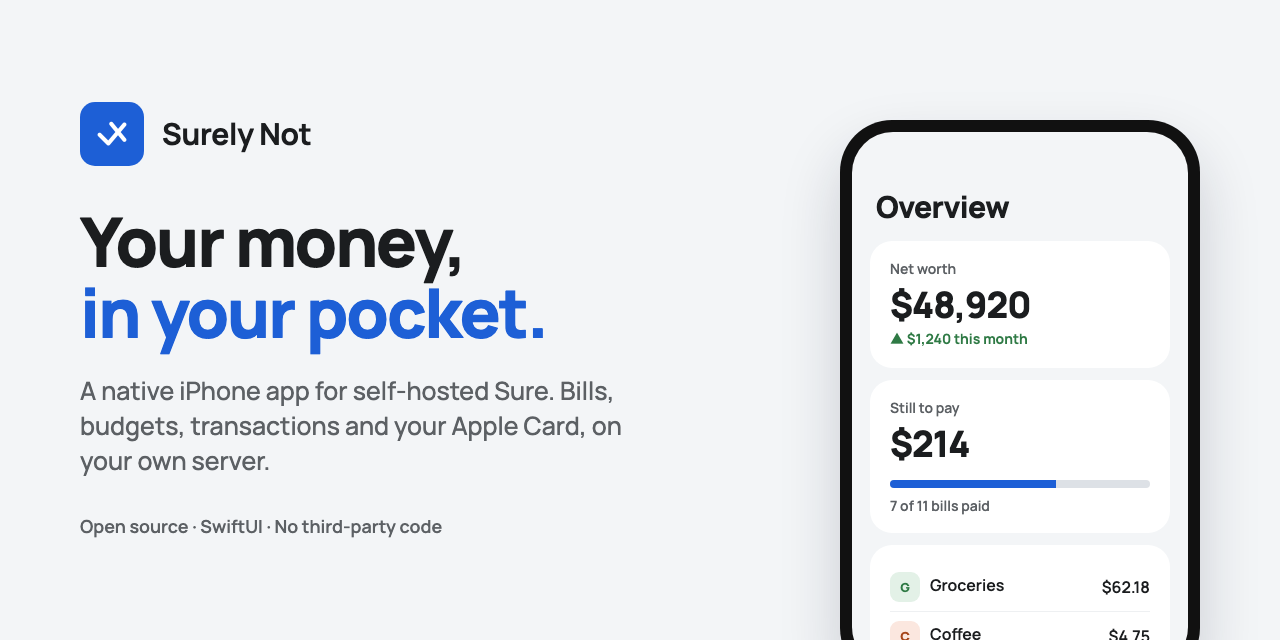 Surely Not
Your money,
in your pocket.
A native iPhone app for self-hosted Sure. Bills,
budgets, transactions and your Apple Card, on
your own server.
Open source · SwiftUI · No third-party code
Overview
Net worth
$48,920
▲ $1,240 this month
Still to pay
$214
7 of 11 bills paid
G Groceries $62.18
C Coffee $4.75